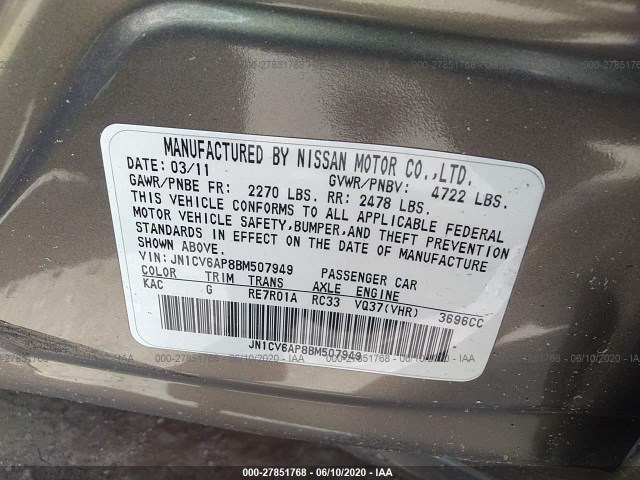 MANUFACTURED BY NISSAN MOTOR CO.,LTD.
DATE: 03/11 GVWR/PNBV: 4722 LBS.
GAWR/PNBE FR: 2270 LBS. RR: 2478 LBS.
THIS VEHICLE CONFORMS TO ALL APPLICABLE FEDERAL
MOTOR VEHICLE SAFETY,BUMPER,AND THEFT PREVENTION
STANDARDS IN EFFECT ON THE DATE OF MANUFACTURE
SHOWN ABOVE.
VIN: JN1CV6AP8BM507949 PASSENGER CAR
COLOR TRIM TRANS AXLE ENGINE
KAC G RE7R01A RC33 VQ37(VHR) 3696CC
JN1CV6AP8BM507949
000-27851768 - 06/10/2020 - IAA